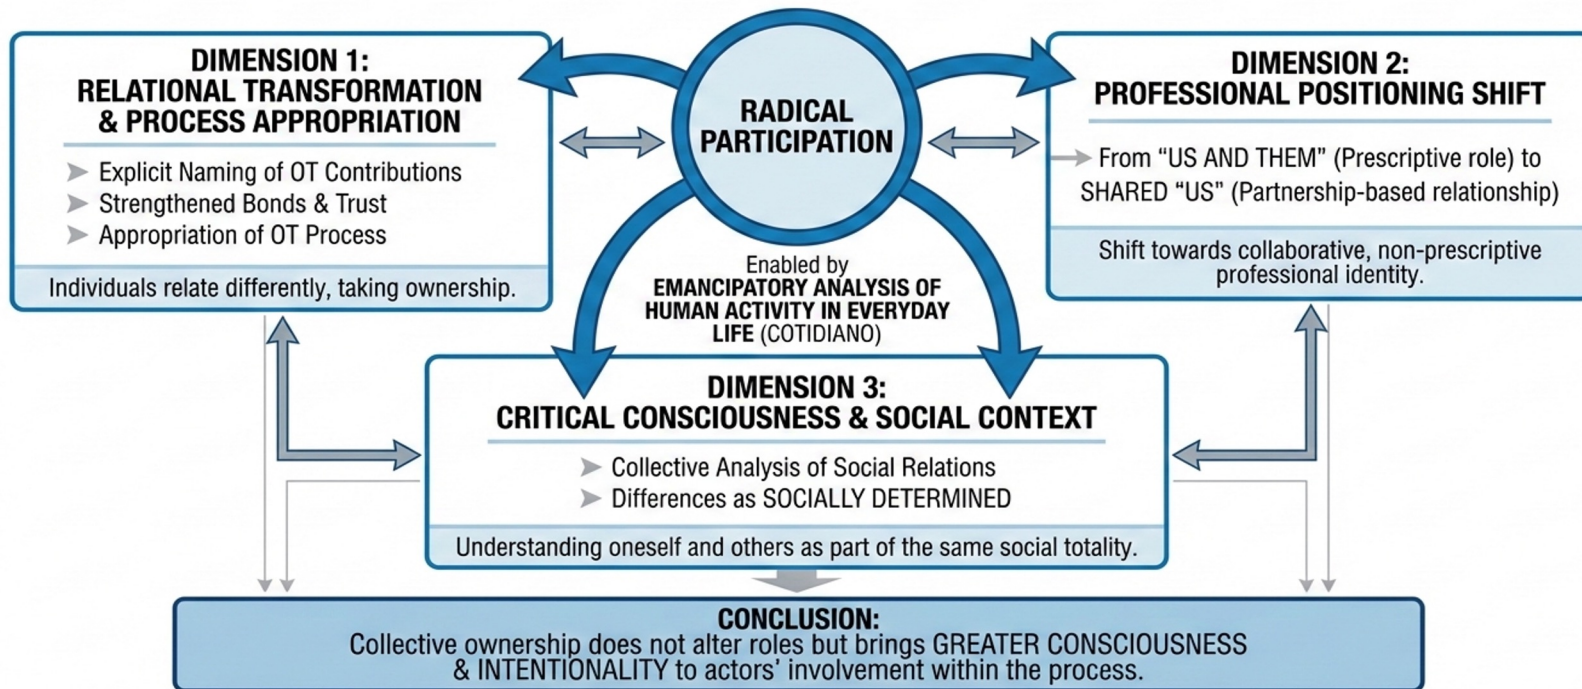 DIMENSION 1:
RELATIONAL TRANSFORMATION
& PROCESS APPROPRIATION
Explicit Naming of OT Contributions
Strengthened Bonds & Trust
Appropriation of OT Process
Individuals relate differently, taking ownership.
RADICAL
PARTICIPATION
Enabled by
EMANCIPATORY ANALYSIS OF
HUMAN ACTIVITY IN EVERYDAY
LIFE (COTIDIANO)
DIMENSION 2:
PROFESSIONAL POSITIONING SHIFT
From “US AND THEM” (Prescriptive role) to
SHARED “US” (Partnership-based relationship)
Shift towards collaborative, non-prescriptive
professional identity.
DIMENSION 3:
CRITICAL CONSCIOUSNESS & SOCIAL CONTEXT
Collective Analysis of Social Relations
Differences as SOCIALLY DETERMINED
Understanding oneself and others as part of the same social totality.
CONCLUSION:
Collective ownership does not alter roles but brings GREATER CONSCIOUSNESS
& INTENTIONALITY to actors’ involvement within the process.